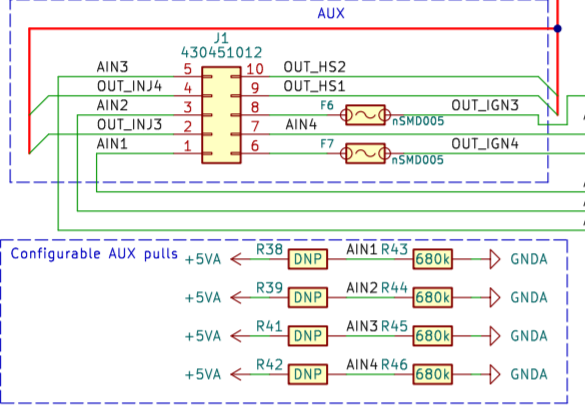 AUX
J1
430451012
AIN3 5 10 OUT_HS2
OUT_INJ4 4 9 OUT_HS1
AIN2 3 8 F6 nSMD005 OUT_IGN3
OUT_INJ3 2 7 AIN4
AIN1 1 6 F7 nSMD005 OUT_IGN4
Configurable AUX pulls
+5VA R38 DNP AIN1 R43 680k GNDA
+5VA R39 DNP AIN2 R44 680k GNDA
+5VA R41 DNP AIN3 R45 680k GNDA
+5VA R42 DNP AIN4 R46 680k GNDA